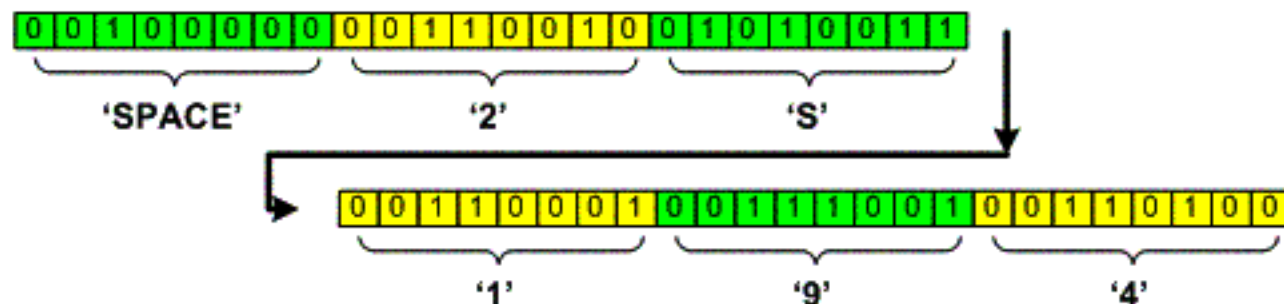 0 0 1 0 0 0 0 0 0 0 1 1 0 0 1 0 0 1 0 1 0 0 1 1
‘SPACE’ ‘2’ ‘S’
0 0 1 1 0 0 0 1 0 0 1 1 1 0 0 1 0 0 1 1 0 1 0 0
‘1’ ‘9’ ‘4’